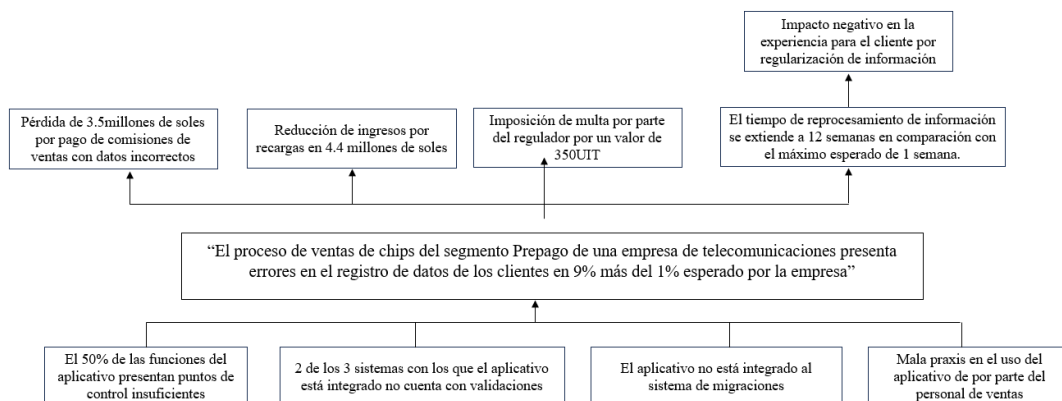 Impacto negativo en la
experiencia para el cliente por
regularización de información
Pérdida de 3.5millones de soles
por pago de comisiones de
ventas con datos incorrectos
Reducción de ingresos por
recargas en 4.4 millones de soles
Imposición de multa por parte
del regulador por un valor de
350UIT
El tiempo de reprocesamiento de información
se extiende a 12 semanas en comparación con
el máximo esperado de 1 semana.
“El proceso de ventas de chips del segmento Prepago de una empresa de telecomunicaciones presenta
errores en el registro de datos de los clientes en 9% más del 1% esperado por la empresa”
El 50% de las funciones del
aplicativo presentan puntos de
control insuficientes
2 de los 3 sistemas con los que el aplicativo
está integrado no cuenta con validaciones
El aplicativo no está integrado al
sistema de migraciones
Mala praxis en el uso del
aplicativo de por parte del
personal de ventas